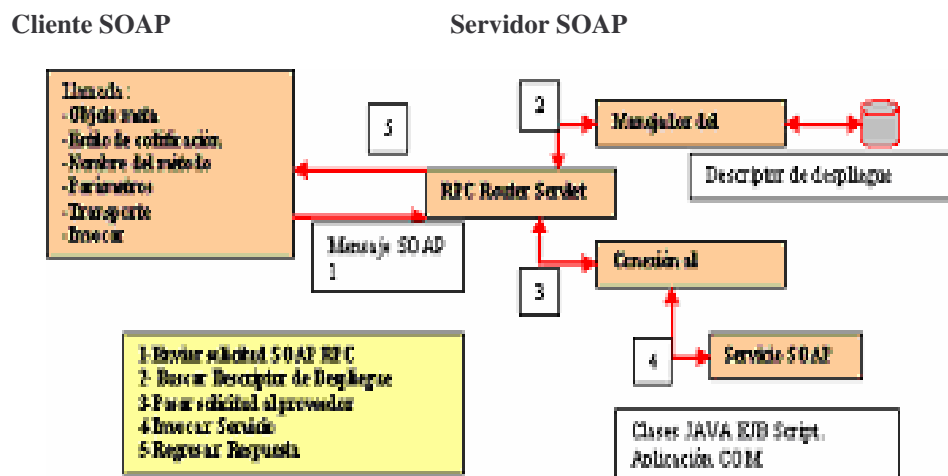 Cliente SOAP
Servidor SOAP
Llamada:
-Objeto meta
-Estilo de codificación
-Nombre del método
-Parámetros
-Transporte
-Invocar
5
2
Manejador del
Descriptor de despliegue
RPC Router Servlet
Mensaje SOAP
1
3
Conexión al
4
Servicio SOAP
1-Enviar solicitud SOAP RPC
2- Buscar Descriptor de Despliegue
3-Pasar solicitud al proveedor
4-Invocar Servicio
5-Regresar Respuesta
Clases JAVA EJB Script.
Aplicación COM